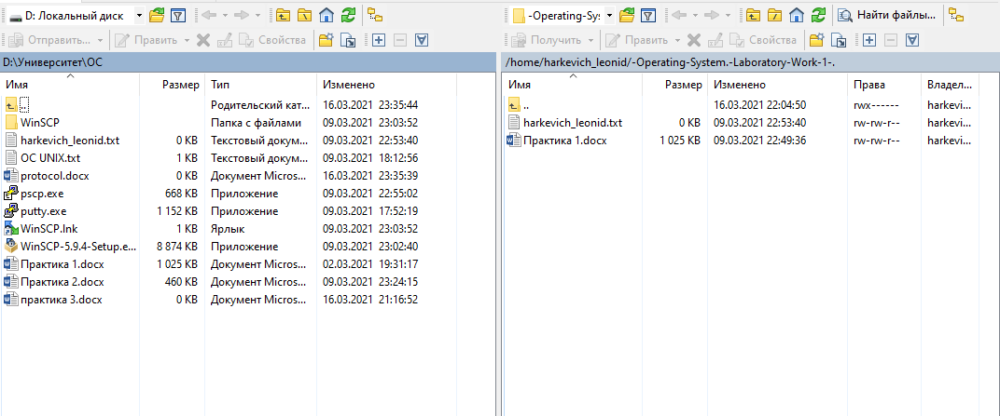 D: Локальный диск
-Operating-Sy:
Найти файлы...
Отправить... Править Свойства
Получить Править Свойства
D:\Университет\ОС
/home/harkevich_leonid/-Operating-System.-Laboratory-Work-1-.
Имя Размер Тип Изменено
.. Родительский кат... 16.03.2021 23:35:44
WinSCP Папка с файлами 09.03.2021 23:03:52
harkevich_leonid.txt 0 KB Текстовый докум... 09.03.2021 22:53:40
ОС UNIX.txt 1 KB Текстовый докум... 09.03.2021 18:12:56
protocol.docx 0 KB Документ Micros... 16.03.2021 23:35:39
pscp.exe 668 KB Приложение 09.03.2021 22:55:02
putty.exe 1 152 KB Приложение 09.03.2021 17:52:19
WinSCP.lnk 1 KB Ярлык 09.03.2021 23:03:52
WinSCP-5.9.4-Setup.e... 8 874 KB Приложение 09.03.2021 23:02:40
Практика 1.docx 1 025 KB Документ Micros... 02.03.2021 19:31:17
Практика 2.docx 460 KB Документ Micros... 09.03.2021 23:24:15
практика 3.docx 0 KB Документ Micros... 16.03.2021 21:16:52
Имя Размер Изменено Права Владел...
.. 16.03.2021 22:04:50 rwx------ harkevi...
harkevich_leonid.txt 0 KB 09.03.2021 22:53:40 rw-rw-r-- harkevi...
Практика 1.docx 1 025 KB 09.03.2021 22:49:36 rw-rw-r-- harkevi...